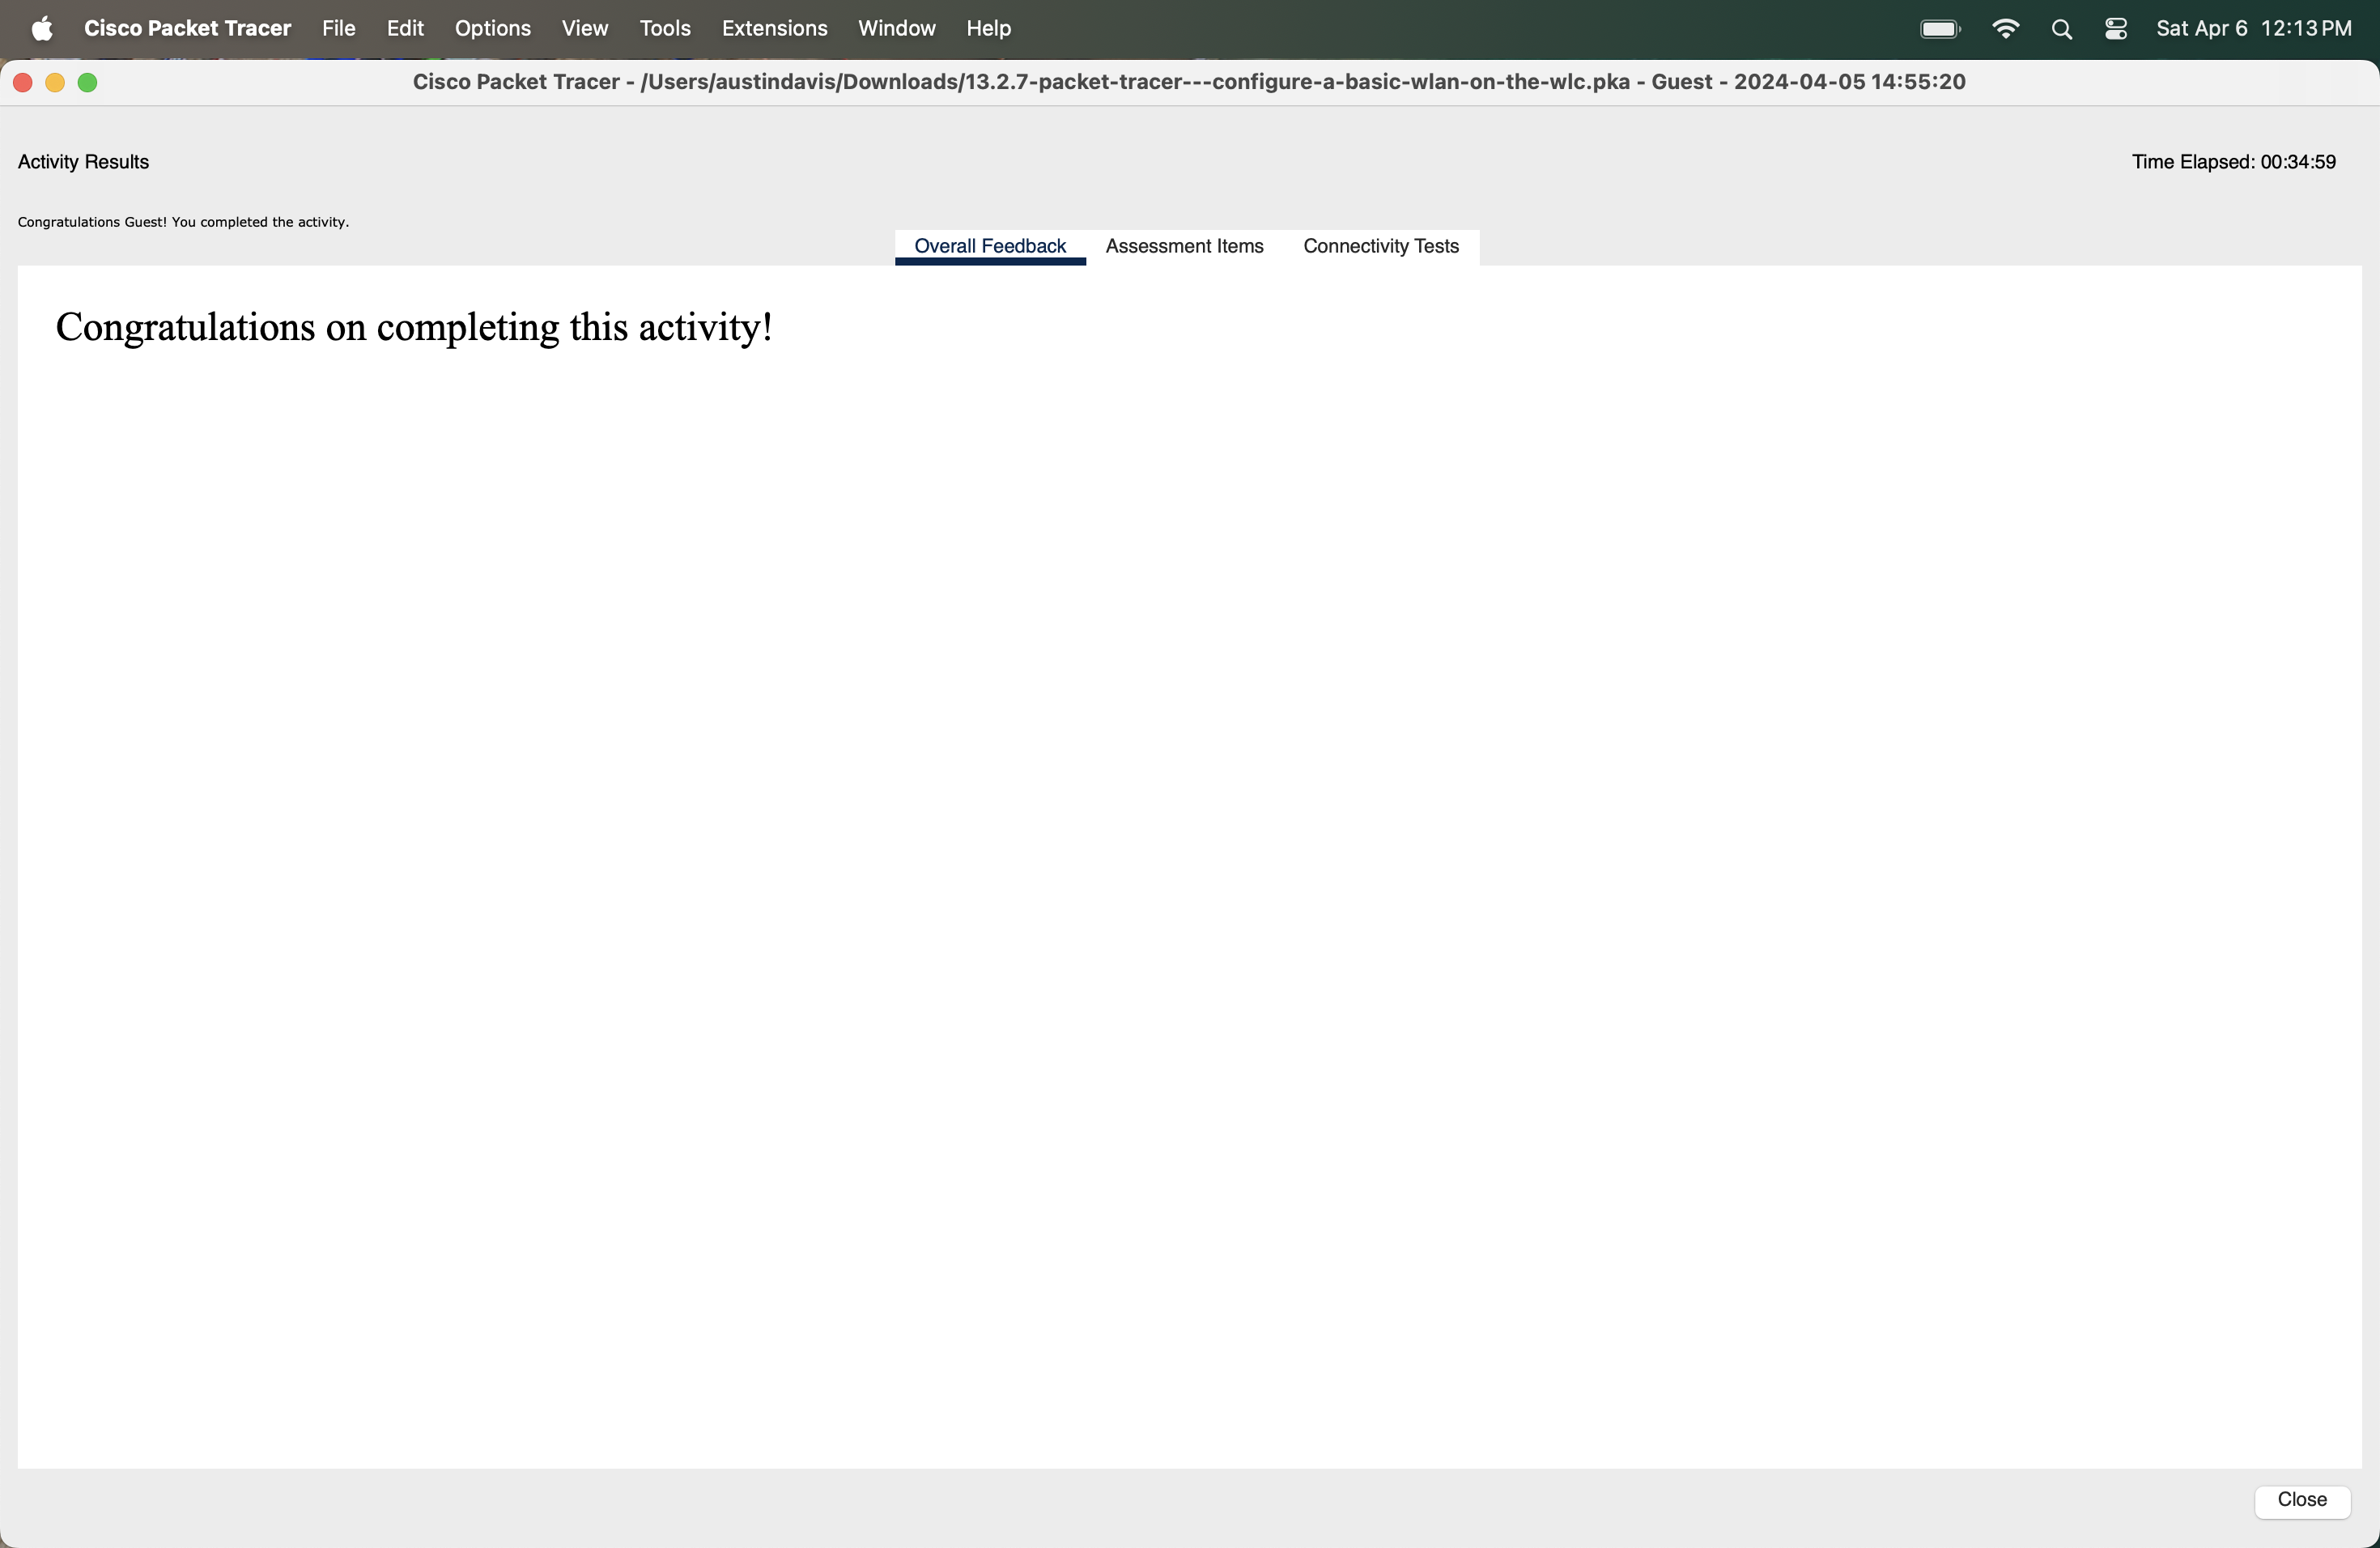 Cisco Packet Tracer File Edit Options View Tools Extensions Window Help Sat Apr 6 12:13 PM
Cisco Packet Tracer - /Users/austindavis/Downloads/13.2.7-packet-tracer---configure-a-basic-wlan-on-the-wlc.pka - Guest - 2024-04-05 14:55:20
Activity Results Time Elapsed: 00:34:59
Congratulations Guest! You completed the activity.
Overall Feedback Assessment Items Connectivity Tests
Congratulations on completing this activity!
Close